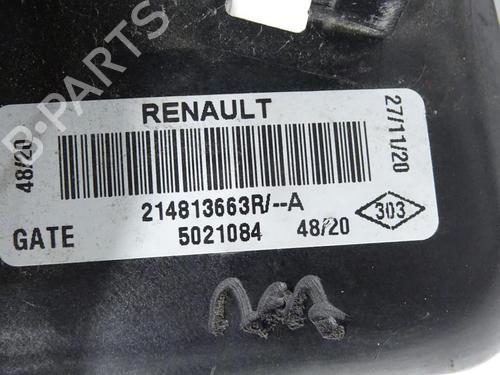 RENAULT
48/20
27/11/20
214813663R/--A
303
GATE
5021084
48/20
B-PARTS